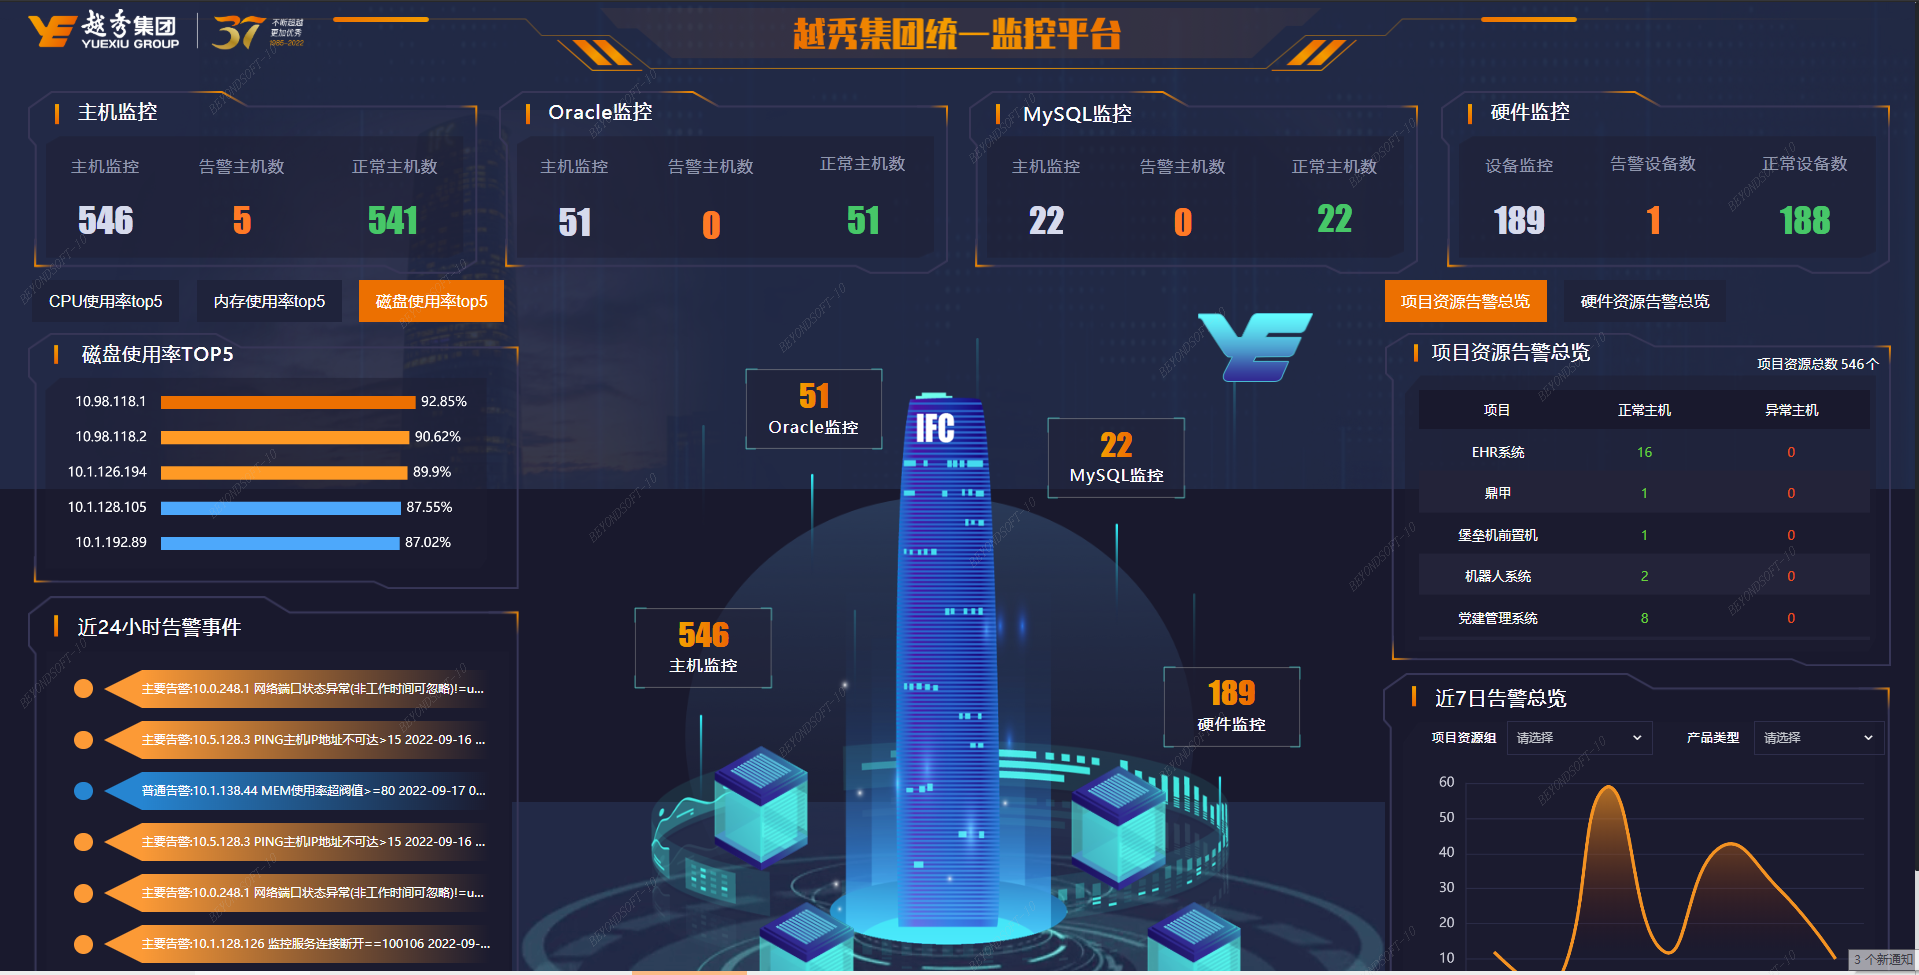 越秀集团
YUEXIU GROUP
37
不断超越
更加优秀
1985-2022
越秀集团统一监控平台
主机监控
主机监控 告警主机数 正常主机数
546 5 541
Oracle监控
主机监控 告警主机数 正常主机数
51 0 51
MySQL监控
主机监控 告警主机数 正常主机数
22 0 22
硬件监控
设备监控 告警设备数 正常设备数
189 1 188
CPU使用率top5 内存使用率top5 磁盘使用率top5
磁盘使用率TOP5
10.98.118.1 92.85%
10.98.118.2 90.62%
10.1.126.194 89.9%
10.1.128.105 87.55%
10.1.192.89 87.02%
近24小时告警事件
主要告警:10.0.248.1 网络端口状态异常(非工作时间可忽略)!=u...
主要告警:10.5.128.3 PING主机IP地址不可达>15 2022-09-16 ...
普通告警:10.1.138.44 MEM使用率超阀值>=80 2022-09-17 0...
主要告警:10.5.128.3 PING主机IP地址不可达>15 2022-09-16 ...
主要告警:10.0.248.1 网络端口状态异常(非工作时间可忽略)!=u...
主要告警:10.1.128.126 监控服务连接断开==100106 2022-09-...
51
Oracle监控
22
MySQL监控
546
主机监控
189
硬件监控
IFC
YE
项目资源告警总览 硬件资源告警总览
项目资源告警总览
项目资源总数 546个
项目 正常主机 异常主机
EHR系统 16 0
鼎甲 1 0
堡垒机前置机 1 0
机器人系统 2 0
党建管理系统 8 0
近7日告警总览
项目资源组 请选择 产品类型 请选择
60
50
40
30
20
10
3 个新通知
BEYONDSOFT-10